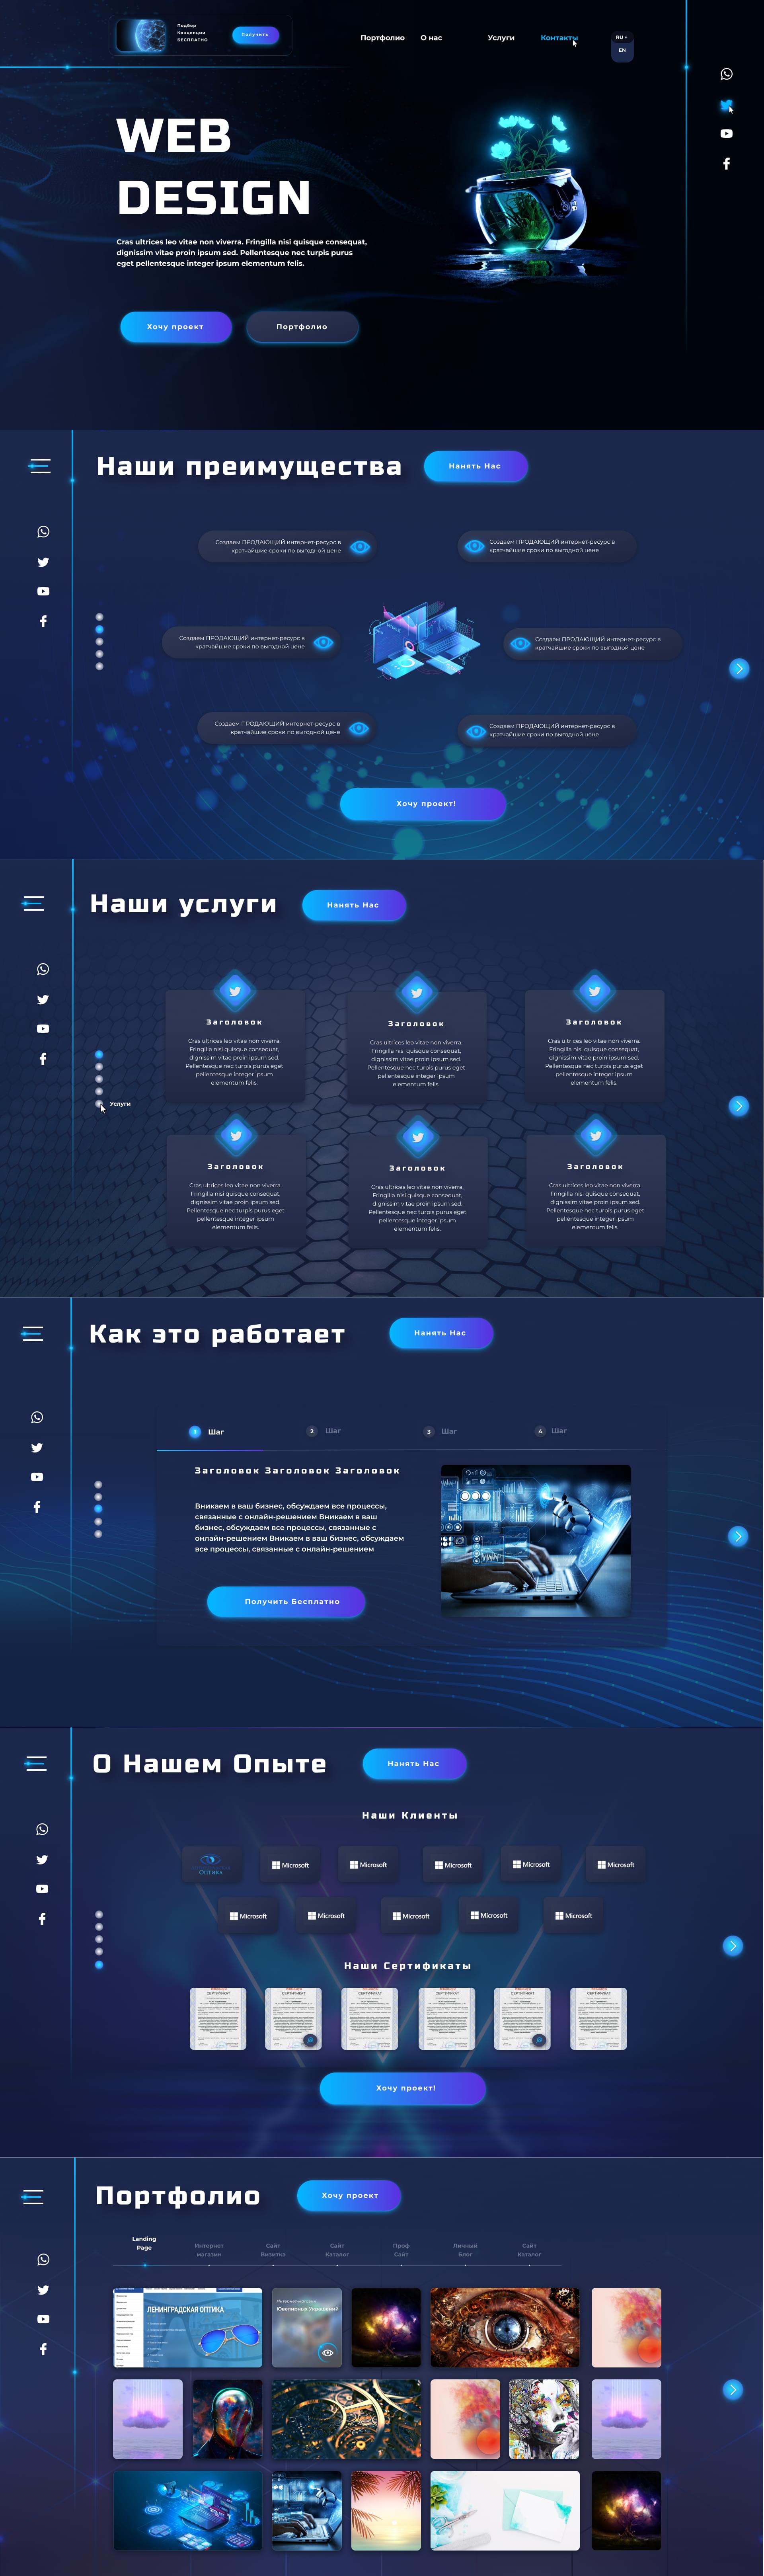 Подбор
Концепции
БЕСПЛАТНО
Получить
Портфолио О нас Услуги Контакты
RU
EN
WEB
DESIGN
Cras ultrices leo vitae non viverra. Fringilla nisi quisque consequat,
dignissim vitae proin ipsum sed. Pellentesque nec turpis purus
eget pellentesque integer ipsum elementum felis.
Хочу проект Портфолио
Наши преимущества
Нанять Нас
Создаем ПРОДАЮЩИЙ интернет-ресурс в
кратчайшие сроки по выгодной цене
Создаем ПРОДАЮЩИЙ интернет-ресурс в
кратчайшие сроки по выгодной цене
Создаем ПРОДАЮЩИЙ интернет-ресурс в
кратчайшие сроки по выгодной цене
Создаем ПРОДАЮЩИЙ интернет-ресурс в
кратчайшие сроки по выгодной цене
Создаем ПРОДАЮЩИЙ интернет-ресурс в
кратчайшие сроки по выгодной цене
Создаем ПРОДАЮЩИЙ интернет-ресурс в
кратчайшие сроки по выгодной цене
Хочу проект!
Наши услуги
Нанять Нас
Заголовок
Cras ultrices leo vitae non viverra.
Fringilla nisi quisque consequat,
dignissim vitae proin ipsum sed.
Pellentesque nec turpis purus eget
pellentesque integer ipsum
elementum felis.
Заголовок
Cras ultrices leo vitae non viverra.
Fringilla nisi quisque consequat,
dignissim vitae proin ipsum sed.
Pellentesque nec turpis purus eget
pellentesque integer ipsum
elementum felis.
Заголовок
Cras ultrices leo vitae non viverra.
Fringilla nisi quisque consequat,
dignissim vitae proin ipsum sed.
Pellentesque nec turpis purus eget
pellentesque integer ipsum
elementum felis.
Услуги
Заголовок
Cras ultrices leo vitae non viverra.
Fringilla nisi quisque consequat,
dignissim vitae proin ipsum sed.
Pellentesque nec turpis purus eget
pellentesque integer ipsum
elementum felis.
Заголовок
Cras ultrices leo vitae non viverra.
Fringilla nisi quisque consequat,
dignissim vitae proin ipsum sed.
Pellentesque nec turpis purus eget
pellentesque integer ipsum
elementum felis.
Заголовок
Cras ultrices leo vitae non viverra.
Fringilla nisi quisque consequat,
dignissim vitae proin ipsum sed.
Pellentesque nec turpis purus eget
pellentesque integer ipsum
elementum felis.
Как это работает
Нанять Нас
1 Шаг 2 Шаг 3 Шаг 4 Шаг
Заголовок Заголовок Заголовок
Вникаем в ваш бизнес, обсуждаем все процессы,
связанные с онлайн-решением Вникаем в ваш
бизнес, обсуждаем все процессы, связанные с
онлайн-решением Вникаем в ваш бизнес, обсуждаем
все процессы, связанные с онлайн-решением
Получить Бесплатно
О Нашем Опыте
Нанять Нас
Наши Клиенты
Оптика Microsoft Microsoft Microsoft Microsoft Microsoft
Microsoft Microsoft Microsoft Microsoft Microsoft
Наши Сертификаты
СЕРТИФИКАТ СЕРТИФИКАТ СЕРТИФИКАТ СЕРТИФИКАТ СЕРТИФИКАТ СЕРТИФИКАТ
Хочу проект!
Портфолио
Хочу проект
Landing
Page
Интернет
магазин
Сайт
Визитка
Сайт
Каталог
Проф
Сайт
Личный
Блог
Сайт
Каталог
ЛЕНИНГРАДСКАЯ ОПТИКА
Интернет-магазин
Ювелирных Украшений